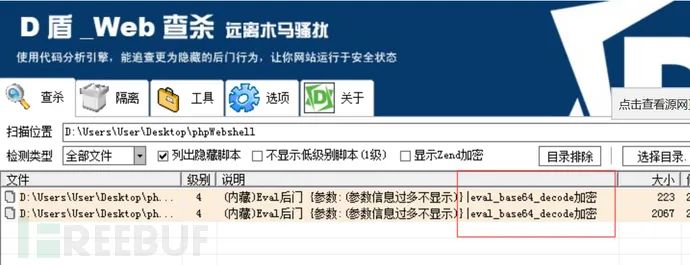 D盾_Web查杀 远离木马骚扰
使用代码分析引擎，能追查更为隐藏的后门行为，让你网站运行于安全状态
查杀 隔离 工具 选项 关于
点击查看源网页
扫描位置 D:\Users\User\Desktop\phpWebshell
检测类型 全部文件 列出隐藏脚本 不显示低级别脚本(1级) 显示Zend加密 目录排除 选择目录.
文件 级别 说明 大小
D:\Users\User\Desktop\ph... 4 (内藏)Eval后门 {参数:(参数信息过多不显示)}|eval_base64_decode加密 223 2
D:\Users\User\Desktop\ph... 4 (内藏)Eval后门 {参数:(参数信息过多不显示)}|eval_base64_decode加密 2067 2
FREEBUF